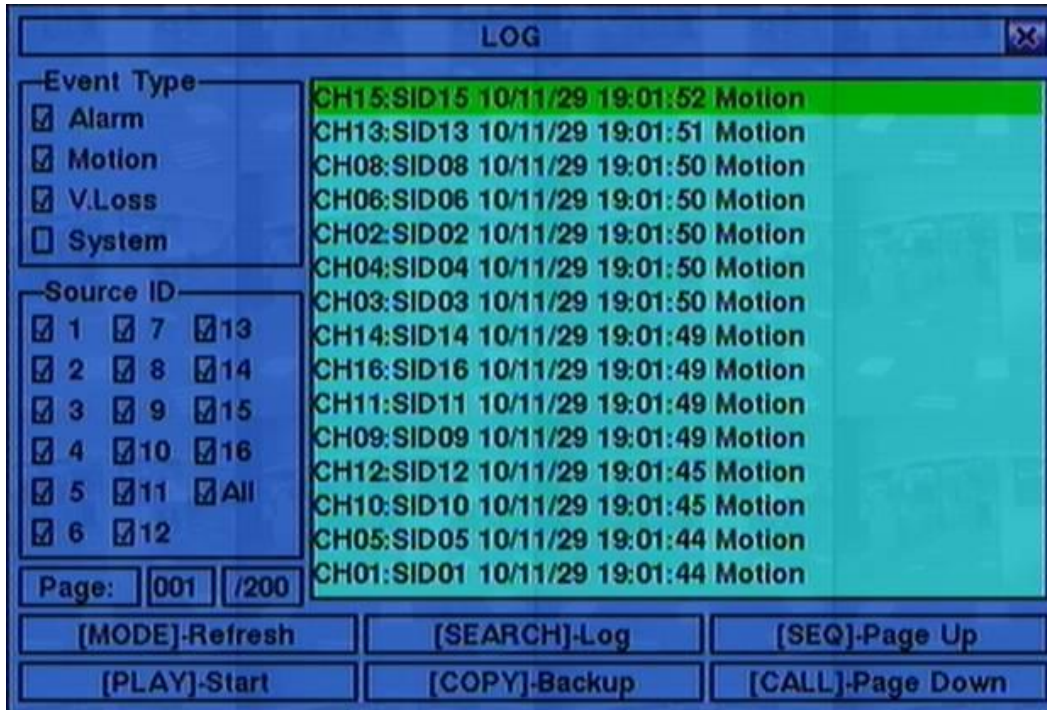 LOG
Event Type
Alarm
Motion
V.Loss
System
Source ID
1 7 13
2 8 14
3 9 15
4 10 16
5 11 All
6 12
Page: 001 /200
CH15:SID15 10/11/29 19:01:52 Motion
CH13:SID13 10/11/29 19:01:51 Motion
CH08:SID08 10/11/29 19:01:50 Motion
CH06:SID06 10/11/29 19:01:50 Motion
CH02:SID02 10/11/29 19:01:50 Motion
CH04:SID04 10/11/29 19:01:50 Motion
CH03:SID03 10/11/29 19:01:50 Motion
CH14:SID14 10/11/29 19:01:49 Motion
CH16:SID16 10/11/29 19:01:49 Motion
CH11:SID11 10/11/29 19:01:49 Motion
CH09:SID09 10/11/29 19:01:49 Motion
CH12:SID12 10/11/29 19:01:45 Motion
CH10:SID10 10/11/29 19:01:45 Motion
CH05:SID05 10/11/29 19:01:44 Motion
CH01:SID01 10/11/29 19:01:44 Motion
[MODE]-Refresh [SEARCH]-Log [SEQ]-Page Up
[PLAY]-Start [COPY]-Backup [CALL]-Page Down